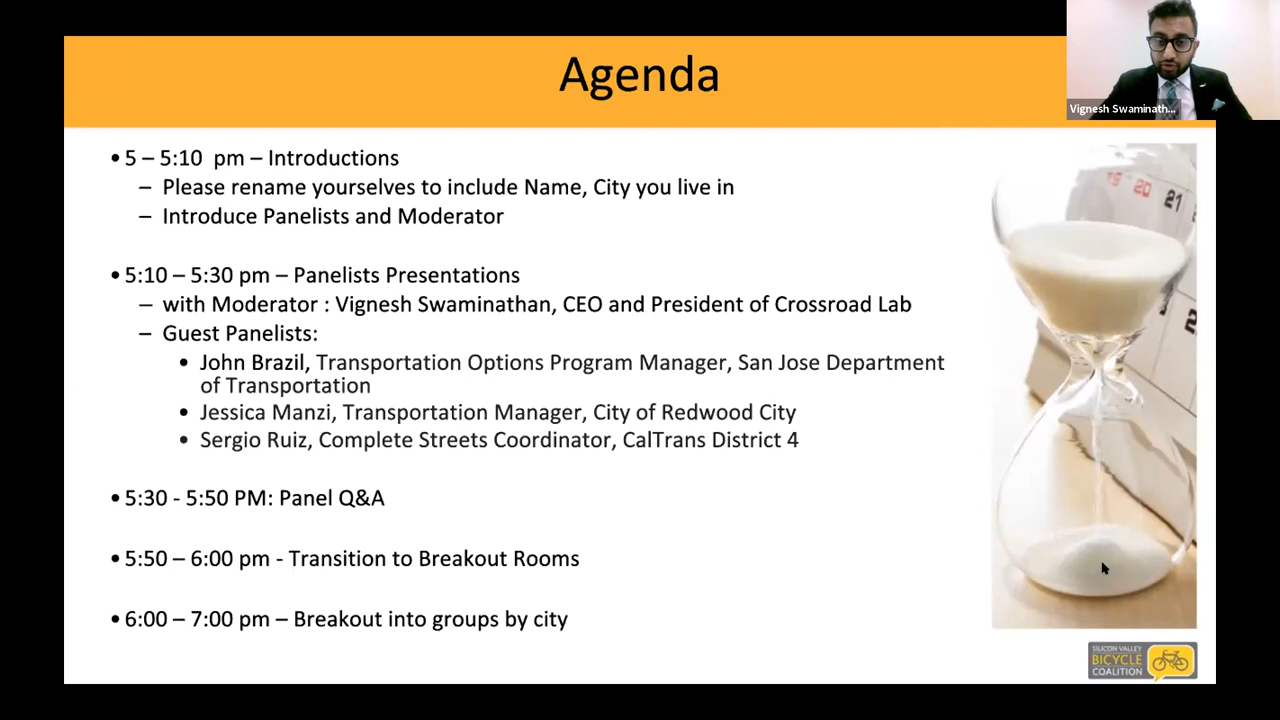 Agenda
Vignesh Swaminath...
• 5 – 5:10 pm – Introductions
– Please rename yourselves to include Name, City you live in
– Introduce Panelists and Moderator
• 5:10 – 5:30 pm – Panelists Presentations
– with Moderator : Vignesh Swaminathan, CEO and President of Crossroad Lab
– Guest Panelists:
• John Brazil, Transportation Options Program Manager, San Jose Department
of Transportation
• Jessica Manzi, Transportation Manager, City of Redwood City
• Sergio Ruiz, Complete Streets Coordinator, CalTrans District 4
• 5:30 - 5:50 PM: Panel Q&A
• 5:50 – 6:00 pm - Transition to Breakout Rooms
• 6:00 – 7:00 pm – Breakout into groups by city
19 20 21
SILICON VALLEY
BICYCLE
COALITION